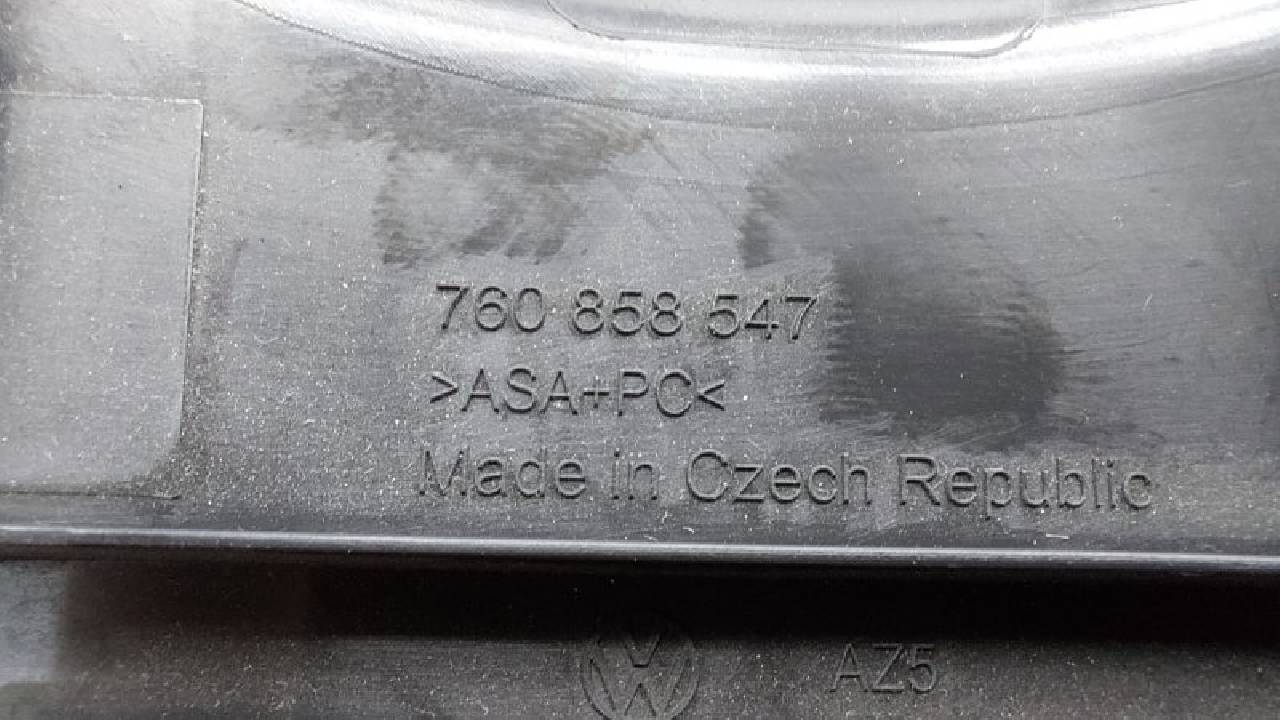 760 858 547
>ASA+PC<
Made in Czech Republic
AZ5